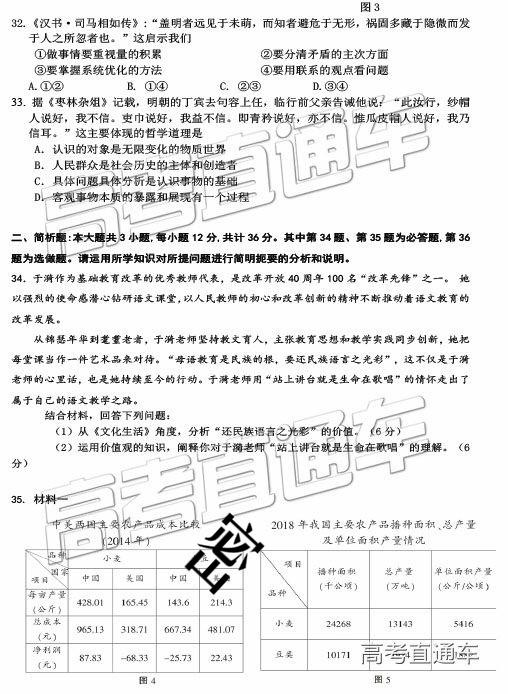 图 3
32.《汉书·司马相如传》:“盖明者远见于未萌，而知者避危于无形，祸固多藏于隐微而发
于人之所忽者也。”这启示我们
①做事情要重视量的积累 ②要分清矛盾的主次方面
③要掌握系统优化的方法 ④要用联系的观点看问题
A.①② B. ①④ C. ②③ D.③④
33. 据《枣林杂俎》记载，明朝的丁宾去句容上任，临行前父亲告诫他说：“此汝行，纱帽
人说好，我不信。吏巾说好，我益不信。即青衿说好，亦不信。惟瓜皮帽人说好，我乃
信耳。”这主要体现的哲学道理是
A. 认识的对象是无限变化的物质世界
B. 人民群众是社会历史的主体和创造者
C. 具体问题具体分析是认识事物的基础
D. 客观事物本质的暴露和展现有一个过程
二、简析题:本大题共 3 小题,每小题 12 分,共计 36 分。其中第 34 题、第 35 题为必答题,第 36
题为选做题。请运用所学知识对所提问题进行简明扼要的分析和说明。
34. 于漪作为基础教育改革的优秀教师代表，是改革开放 40 周年 100 名“改革先锋”之一。她
以强烈的使命感潜心钻研语文课堂,以人民教师的初心和改革创新的精神不断推动着语文教育的
改革发展。
从锦瑟年华到耄耋老者，于漪老师坚持教文育人，主张教育思想和教学实践同步创新，她把
每堂课当作一件艺术品来对待。“母语教育是民族的根，要还民族语言之光彩”，这不仅是于漪
老师的心里话，也是她持续至今的行动。于漪老师用“站上讲台就是生命在歌唱”的情怀走出了
属于自己的语文教学之路。
结合材料，回答下列问题:
（1）从《文化生活》角度，分析“还民族语言之光彩”的价值。（6 分）
（2）运用价值观的知识，阐释你对于漪老师“站上讲台就是生命在歌唱”的理解。（6
分）
35. 材料一
中美两国主要农产品成本比较
(2014 年)
品种 小麦 豆
国家
项目 中国 美国 中国 美
每亩产量(公斤) 428.01 165.45 143.6 214.3
总成本(元) 965.13 318.71 667.34 481.07
净利润(元) 87.83 -68.33 -25.73 22.43
图 4
2018 年我国主要农产品播种面积、总产量
及单位面积产量情况
项目 播种面积(千公顷) 总产量(万吨) 单位面积产量(公斤/公顷)
品种
小麦 24268 13143 5416
豆类 10171
图 5
密
高考直通车
高考直通车
高考直通车